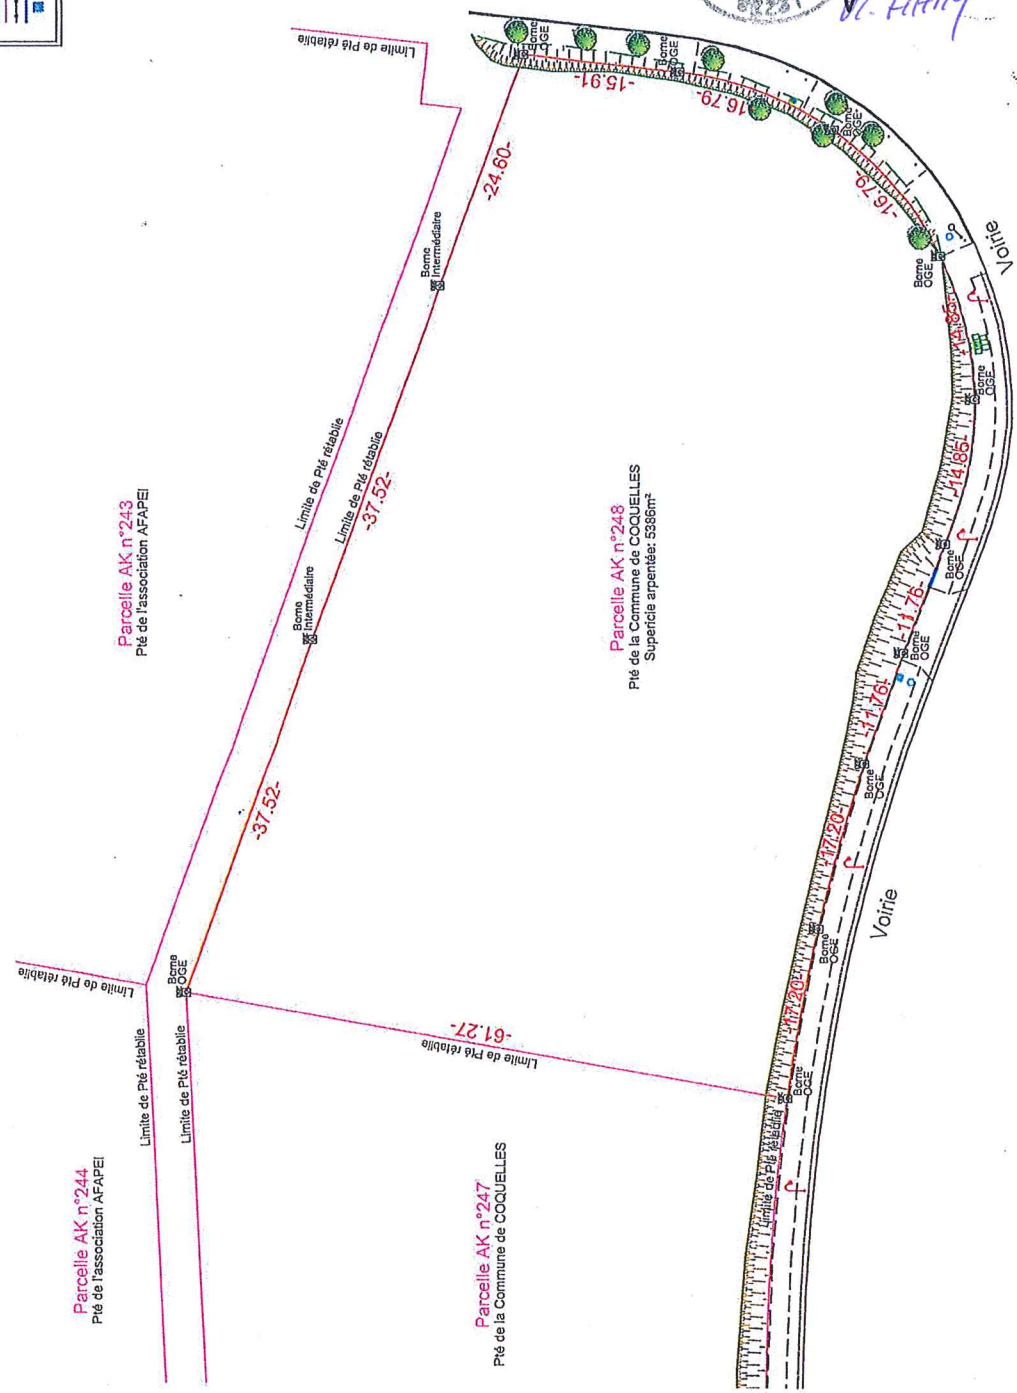 Limite de Pté rétablie
Borne
OGE
-15.91-
Borne
OGE
-16.79-
Borne
OGE
-16.79-
Borne
OGE
Voirie
-24.60-
Borne
Intermédiaire
-14.85-
Borne
OGE
-14.85-
Borne
OGE
Limite de Pté rétablie
Limite de Pté rétablie
-37.52-
Parcelle AK n°243
Pté de l'association AFAPEI
Parcelle AK n°248
Pté de la Commune de COQUELLES
Supericie arpentée: 5386m²
Borne
Intermédiaire
-11.76-
Borne
OGE
-11.76-
Borne
OGE
-37.52-
-17.20-
Borne
OGE
Voirie
Limite de Pté rétablie
Borne
OGE
-17.20-
Borne
OGE
-61.27-
Limite de Pté rétablie
Limite de Pté rétablie
Limite de Pté rétablie
Limite de Pté rétablie
Parcelle AK n°244
Pté de l'association AFAPEI
Parcelle AK n°247
Pté de la Commune de COQUELLES